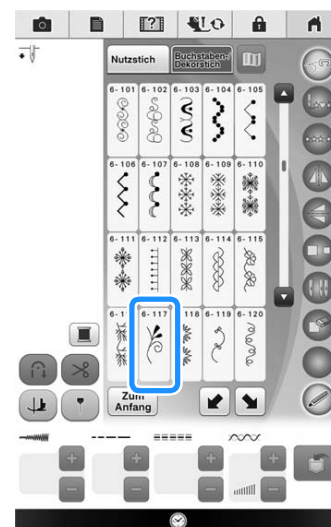 ?
Nutzstich
Buchstaben-
Dekorstich
6-101 6-102 6-103 6-104 6-105
6-106 6-107 6-108 6-109 6-110
6-111 6-112 6-113 6-114 6-115
6-1 6-117 118 6-119 6-120
Zum
Anfang